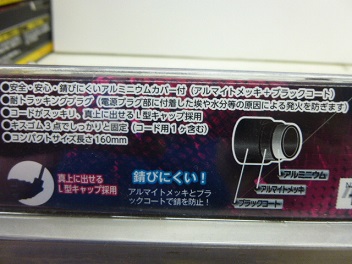 ●安全・安心・錆びにくいアルミニウムカバー付（アルマイトメッキ＋ブラックコート）
●耐トラッキングプラグ（電源プラグ部に付着した埃や水分等の原因による発火を防ぎます）
●コードがスッキリ、真上に出せるL型キャップ採用
●キスゴム3点でしっかりと固定（コード用1ケ含む）
●コンパクトサイズ長さ160mm
真上に出せる
L型キャップ採用
錆びにくい！
アルマイトメッキとブラ
ックコートで錆を防止！
アルミニウム
アルマイトメッキ
ブラックコート